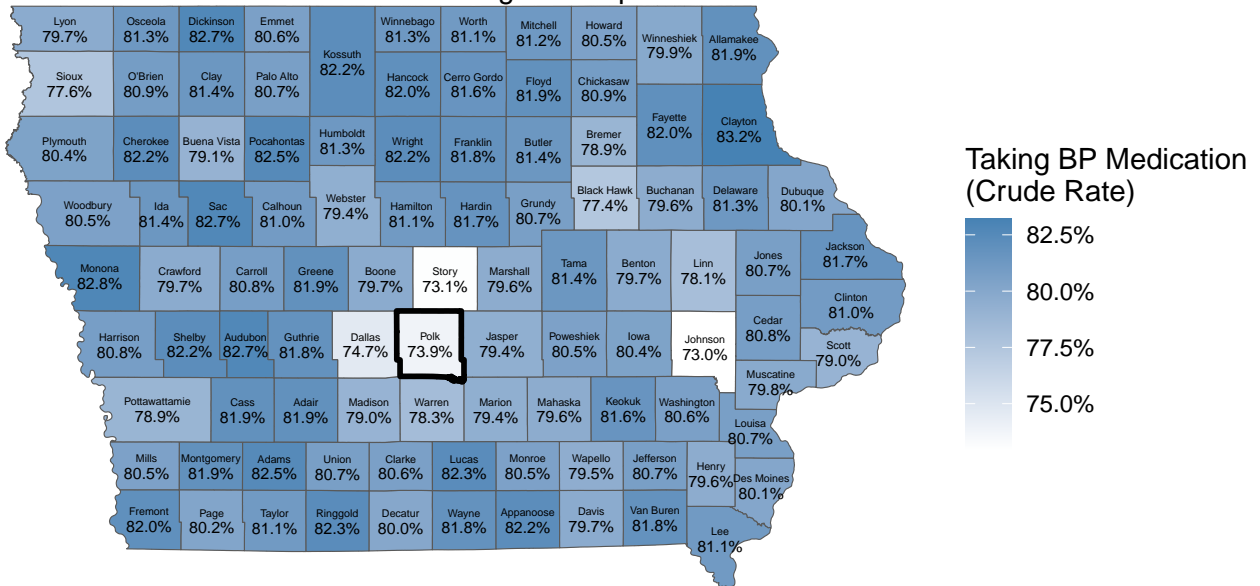 Lyon
79.7%
Osceola
81.3%
Dickinson
82.7%
Emmet
80.6%
Kossuth
82.2%
Winnebago
81.3%
Worth
81.1%
Mitchell
81.2%
Howard
80.5%
Winneshiek
79.9%
Allamakee
81.9%
Sioux
77.6%
O'Brien
80.9%
Clay
81.4%
Palo Alto
80.7%
Hancock
82.0%
Cerro Gordo
81.6%
Floyd
81.9%
Chickasaw
80.9%
Fayette
82.0%
Clayton
83.2%
Plymouth
80.4%
Cherokee
82.2%
Buena Vista
79.1%
Pocahontas
82.5%
Humboldt
81.3%
Wright
82.2%
Franklin
81.8%
Butler
81.4%
Bremer
78.9%
Woodbury
80.5%
Ida
81.4%
Sac
82.7%
Calhoun
81.0%
Webster
79.4%
Hamilton
81.1%
Hardin
81.7%
Grundy
80.7%
Black Hawk
77.4%
Buchanan
79.6%
Delaware
81.3%
Dubuque
80.1%
Monona
82.8%
Crawford
79.7%
Carroll
80.8%
Greene
81.9%
Boone
79.7%
Story
73.1%
Marshall
79.6%
Tama
81.4%
Benton
79.7%
Linn
78.1%
Jones
80.7%
Jackson
81.7%
Clinton
81.0%
Harrison
80.8%
Shelby
82.2%
Audubon
82.7%
Guthrie
81.8%
Dallas
74.7%
Polk
73.9%
Jasper
79.4%
Poweshiek
80.5%
Iowa
80.4%
Johnson
73.0%
Cedar
80.8%
Scott
79.0%
Muscatine
79.8%
Pottawattamie
78.9%
Cass
81.9%
Adair
81.9%
Madison
79.0%
Warren
78.3%
Marion
79.4%
Mahaska
79.6%
Keokuk
81.6%
Washington
80.6%
Louisa
80.7%
Mills
80.5%
Montgomery
81.9%
Adams
82.5%
Union
80.7%
Clarke
80.6%
Lucas
82.3%
Monroe
80.5%
Wapello
79.5%
Jefferson
80.7%
Henry
79.6%
Des Moines
80.1%
Fremont
82.0%
Page
80.2%
Taylor
81.1%
Ringgold
82.3%
Decatur
80.0%
Wayne
81.8%
Appanoose
82.2%
Davis
79.7%
Van Buren
81.8%
Lee
81.1%
Taking BP Medication
(Crude Rate)
82.5%
80.0%
77.5%
75.0%